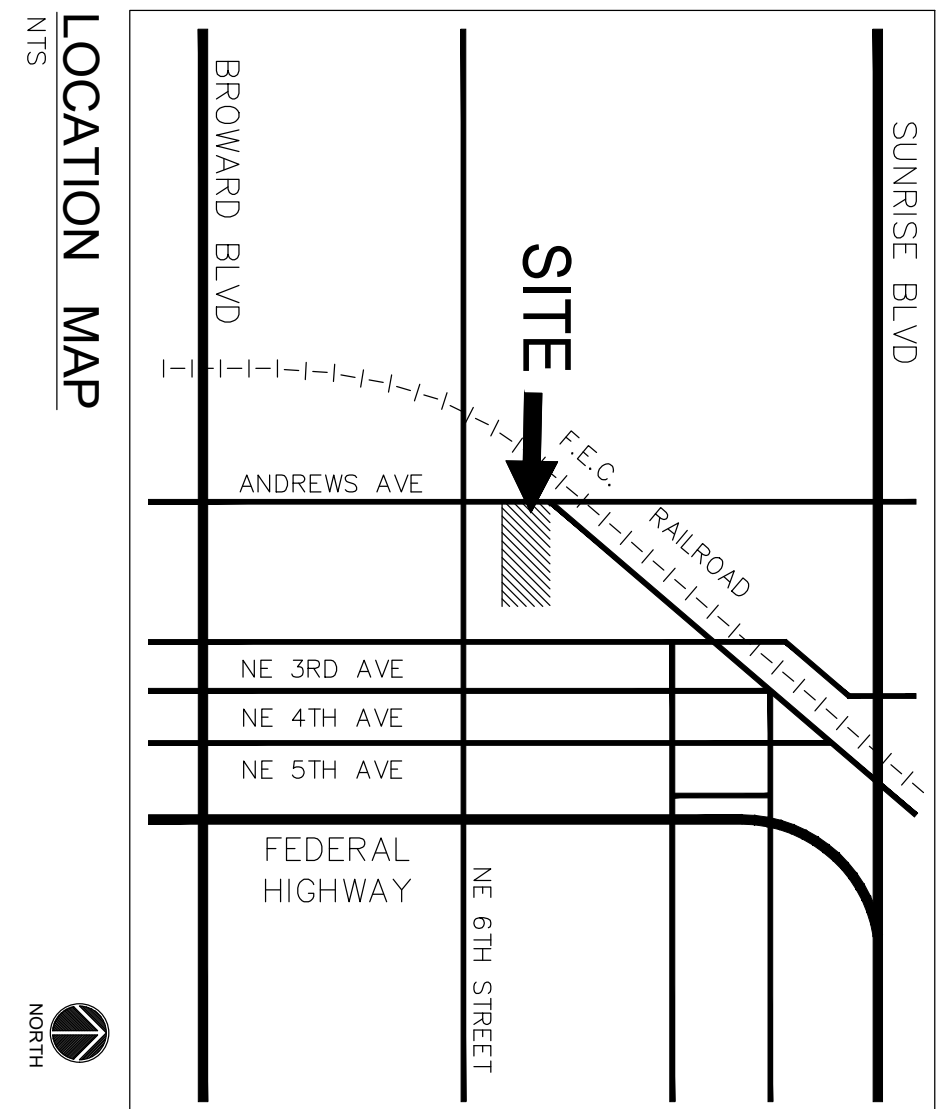 SUNRISE BLVD
SITE
F.E.C. RAILROAD
NE 6TH STREET
BROWARD BLVD
ANDREWS AVE
NE 3RD AVE
NE 4TH AVE
NE 5TH AVE
FEDERAL
HIGHWAY
LOCATION MAP
NTS
NORTH